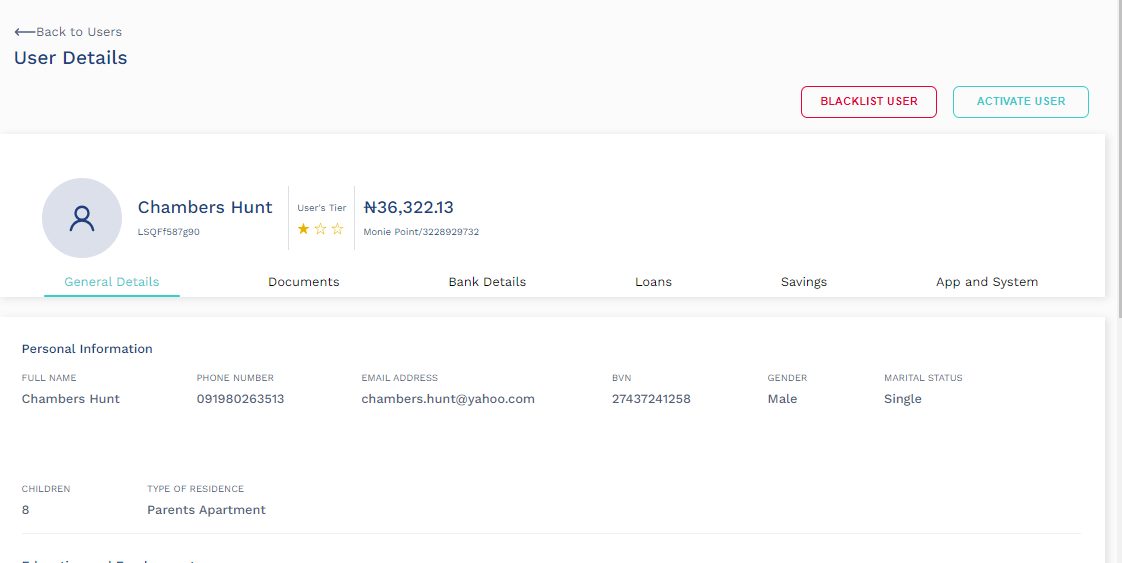 Back to Users
User Details
BLACKLIST USER
ACTIVATE USER
Chambers Hunt
LSQFf587g90
User's Tier
₦36,322.13
Monie Point/3228929732
General Details
Documents
Bank Details
Loans
Savings
App and System
Personal Information
FULL NAME
Chambers Hunt
PHONE NUMBER
091980263513
EMAIL ADDRESS
chambers.hunt@yahoo.com
BVN
27437241258
GENDER
Male
MARITAL STATUS
Single
CHILDREN
8
TYPE OF RESIDENCE
Parents Apartment